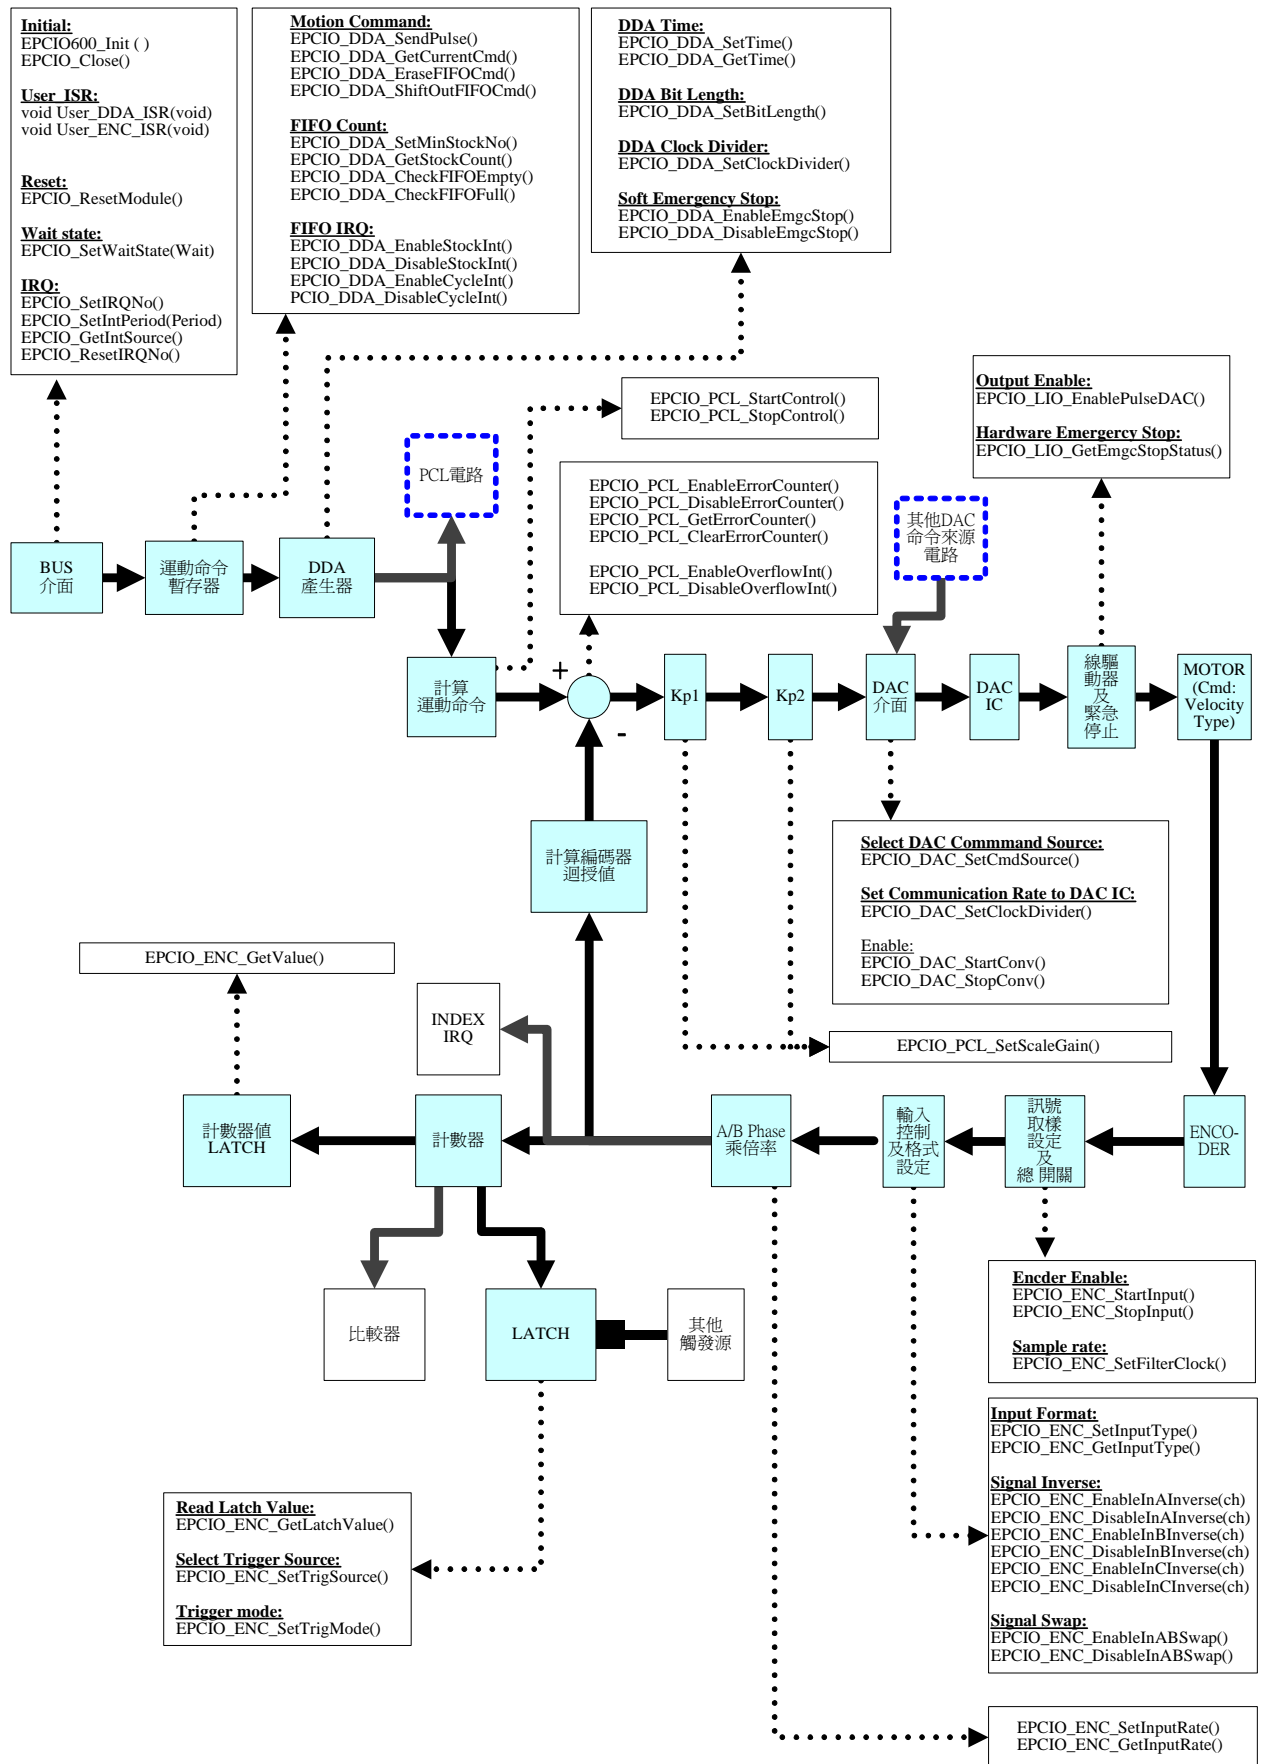 Initial:
EPCIO600_Init ( )
EPCIO_Close()
User_ISR:
void User_DDA_ISR(void)
void User_ENC_ISR(void)
Reset:
EPCIO_ResetModule()
Wait state:
EPCIO_SetWaitState(Wait)
IRQ:
EPCIO_SetIRQNo()
EPCIO_SetIntPeriod(Period)
EPCIO_GetIntSource()
EPCIO_ResetIRQNo()
Motion Command:
EPCIO_DDA_SendPulse()
EPCIO_DDA_GetCurrentCmd()
EPCIO_DDA_EraseFIFOCmd()
EPCIO_DDA_ShiftOutFIFOCmd()
FIFO Count:
EPCIO_DDA_SetMinStockNo()
EPCIO_DDA_GetStockCount()
EPCIO_DDA_CheckFIFOEmpty()
EPCIO_DDA_CheckFIFOFull()
FIFO IRQ:
EPCIO_DDA_EnableStockInt()
EPCIO_DDA_DisableStockInt()
EPCIO_DDA_EnableCycleInt()
PCIO_DDA_DisableCycleInt()
DDA Time:
EPCIO_DDA_SetTime()
EPCIO_DDA_GetTime()
DDA Bit Length:
EPCIO_DDA_SetBitLength()
DDA Clock Divider:
EPCIO_DDA_SetClockDivider()
Soft Emergency Stop:
EPCIO_DDA_EnableEmgcStop()
EPCIO_DDA_DisableEmgcStop()
EPCIO_PCL_StartControl()
EPCIO_PCL_StopControl()
Output Enable:
EPCIO_LIO_EnablePulseDAC()
Hardware Emergercy Stop:
EPCIO_LIO_GetEmgcStopStatus()
PCL電路
EPCIO_PCL_EnableErrorCounter()
EPCIO_PCL_DisableErrorCounter()
EPCIO_PCL_GetErrorCounter()
EPCIO_PCL_ClearErrorCounter()
EPCIO_PCL_EnableOverflowInt()
EPCIO_PCL_DisableOverflowInt()
其他DAC
命令來源
電路
BUS
介面
運動命令
暫存器
DDA
產生器
計算
運動命令
+
-
Kp1
Kp2
DAC
介面
DAC
IC
線驅
動器
及
緊急
停止
MOTOR
(Cmd:
Velocity
Type)
計算編碼器
迴授值
Select DAC Commmand Source:
EPCIO_DAC_SetCmdSource()
Set Communication Rate to DAC IC:
EPCIO_DAC_SetClockDivider()
Enable:
EPCIO_DAC_StartConv()
EPCIO_DAC_StopConv()
EPCIO_ENC_GetValue()
INDEX
IRQ
EPCIO_PCL_SetScaleGain()
計數器值
LATCH
計數器
A/B Phase
乘倍率
輸入
控制
及格式
設定
訊號
取樣
設定
及
總 開關
ENCO-
DER
比較器
LATCH
其他
觸發源
Encder Enable:
EPCIO_ENC_StartInput()
EPCIO_ENC_StopInput()
Sample rate:
EPCIO_ENC_SetFilterClock()
Input Format:
EPCIO_ENC_SetInputType()
EPCIO_ENC_GetInputType()
Signal Inverse:
EPCIO_ENC_EnableInAInverse(ch)
EPCIO_ENC_DisableInAInverse(ch)
EPCIO_ENC_EnableInBInverse(ch)
EPCIO_ENC_DisableInBInverse(ch)
EPCIO_ENC_EnableInCInverse(ch)
EPCIO_ENC_DisableInCInverse(ch)
Signal Swap:
EPCIO_ENC_EnableInABSwap()
EPCIO_ENC_DisableInABSwap()
Read Latch Value:
EPCIO_ENC_GetLatchValue()
Select Trigger Source:
EPCIO_ENC_SetTrigSource()
Trigger mode:
EPCIO_ENC_SetTrigMode()
EPCIO_ENC_SetInputRate()
EPCIO_ENC_GetInputRate()